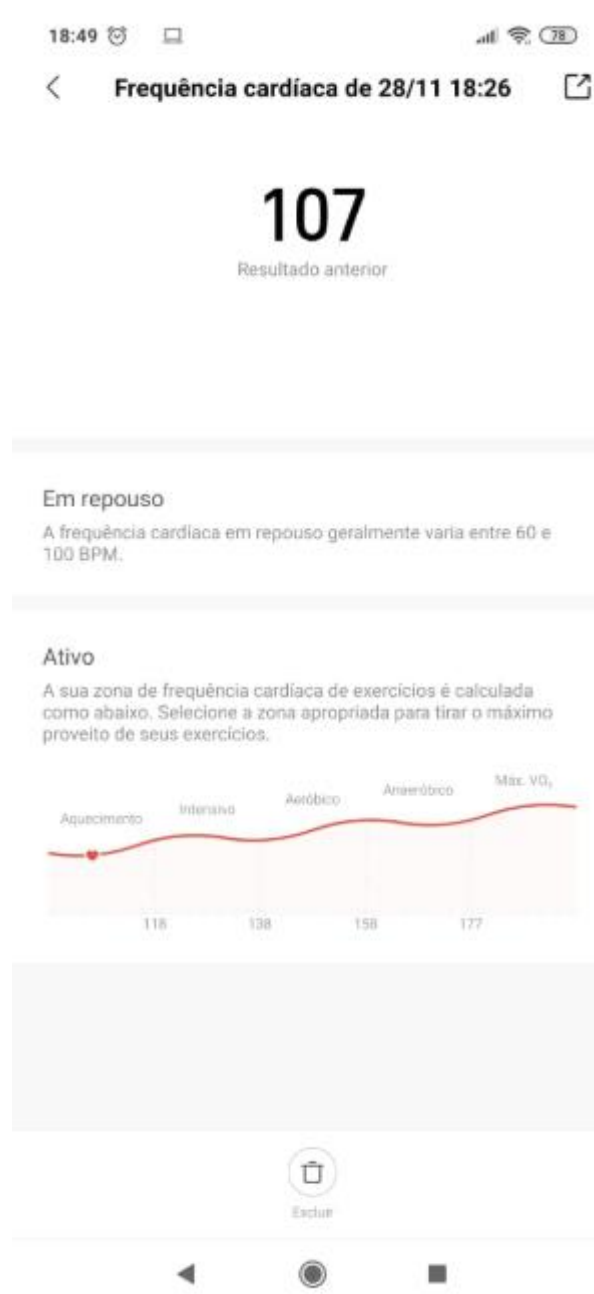 18:49
78
Frequência cardíaca de 28/11 18:26
107
Resultado anterior
Em repouso
A frequência cardíaca em repouso geralmente varia entre 60 e
100 BPM.
Ativo
A sua zona de frequência cardíaca de exercícios é calculada
como abaixo. Selecione a zona apropriada para tirar o máximo
proveito de seus exercícios.
Aquecimento Intensivo Aeróbico Anaeróbico Máx. VO₂
118 138 158 177
Excluir